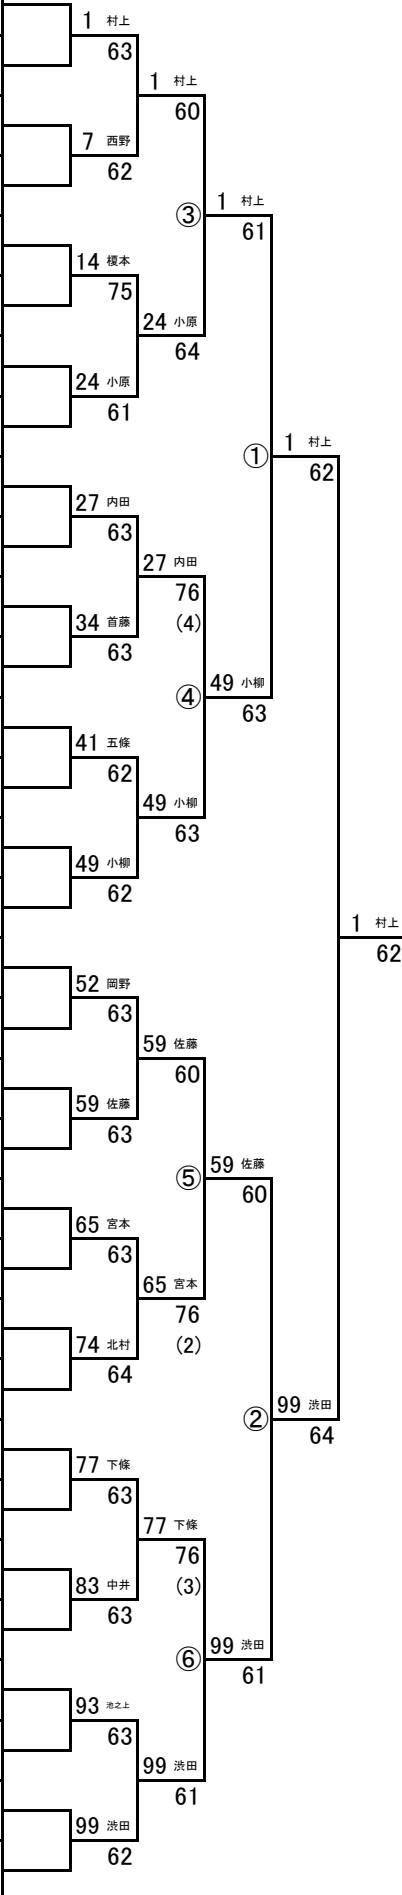 1 村上
63
1 村上
60
7 西野
62
③
1 村上
61
14 榎本
75
24 小原
64
24 小原
61
①
1 村上
62
27 内田
63
27 内田
76
(4)
34 首藤
63
④
49 小柳
63
41 五條
62
49 小柳
63
49 小柳
62
1 村上
62
52 岡野
63
59 佐藤
60
59 佐藤
63
⑤
59 佐藤
60
65 宮本
63
65 宮本
76
(2)
74 北村
64
②
99 渋田
64
77 下條
63
77 下條
76
(3)
83 中井
63
⑥
99 渋田
61
93 池之上
63
99 渋田
61
99 渋田
62